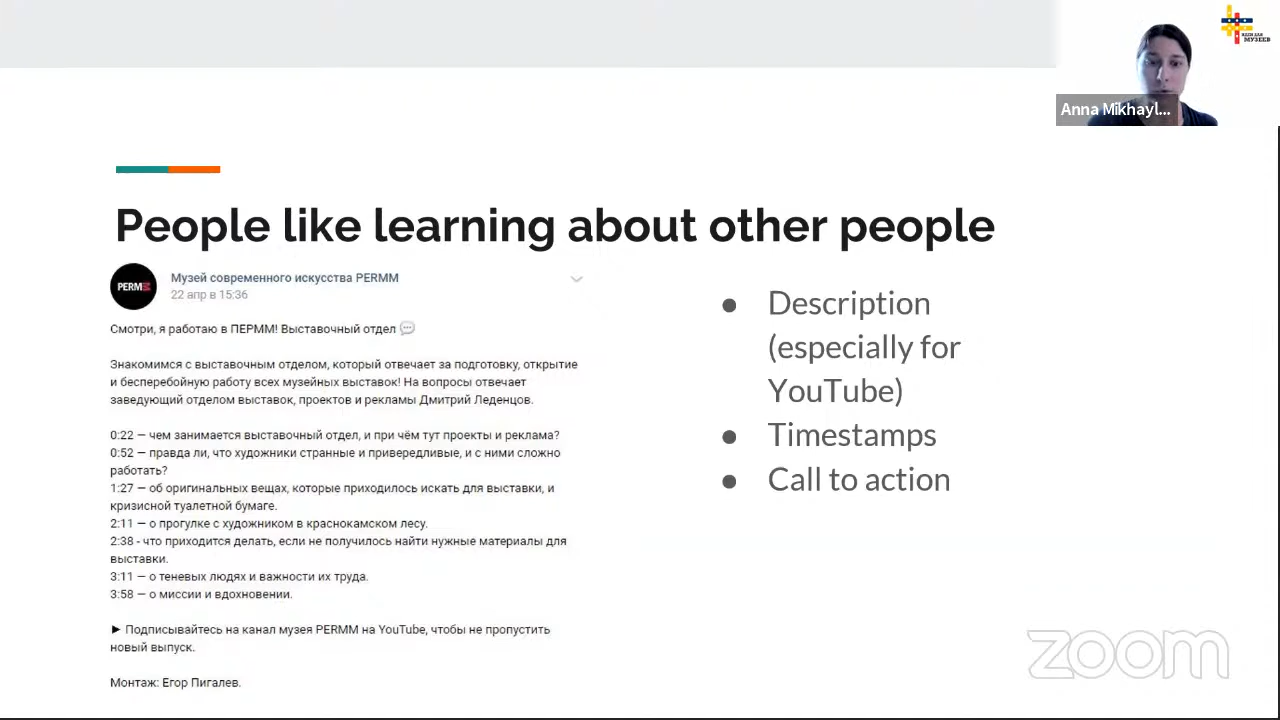 ИДЕИ ДЛЯ
МУЗЕЕВ
Anna Mikhayl...
People like learning about other people
PERMM
Музей современного искусства PERMM
22 апр в 15:36
Смотри, я работаю в ПЕРММ! Выставочный отдел 💬
Знакомимся с выставочным отделом, который отвечает за подготовку, открытие
и бесперебойную работу всех музейных выставок! На вопросы отвечает
заведующий отделом выставок, проектов и рекламы Дмитрий Леденцов.
0:22 — чем занимается выставочный отдел, и при чём тут проекты и реклама?
0:52 — правда ли, что художники странные и привередливые, и с ними сложно
работать?
1:27 — об оригинальных вещах, которые приходилось искать для выставки, и
кризисной туалетной бумаге.
2:11 — о прогулке с художником в краснокамском лесу.
2:38 - что приходится делать, если не получилось найти нужные материалы для
выставки.
3:11 — о теневых людях и важности их труда.
3:58 — о миссии и вдохновении.
► Подписывайтесь на канал музея PERMM на YouTube, чтобы не пропустить
новый выпуск.
Монтаж: Егор Пигалев.
● Description
(especially for
YouTube)
● Timestamps
● Call to action
zoom